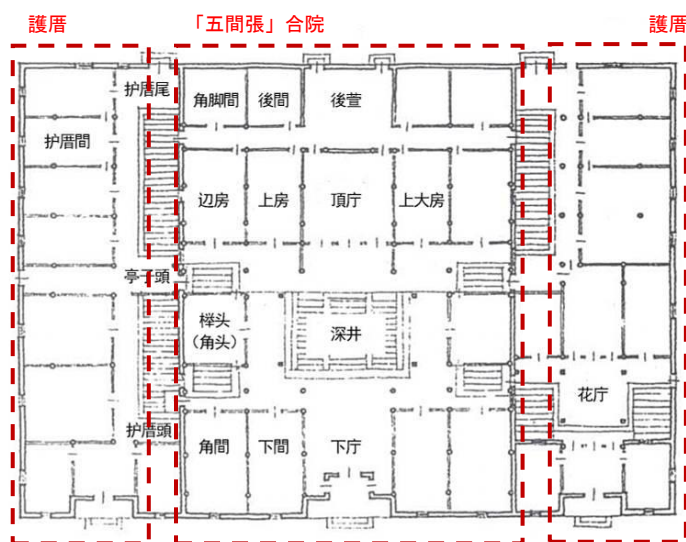 護厝
「五間張」合院
護厝
护厝尾
角脚間
後間
後萱
护厝間
辺房
上房
頂庁
上大房
亭子頭
榉头
（角头）
深井
花庁
护厝頭
角間
下間
下庁